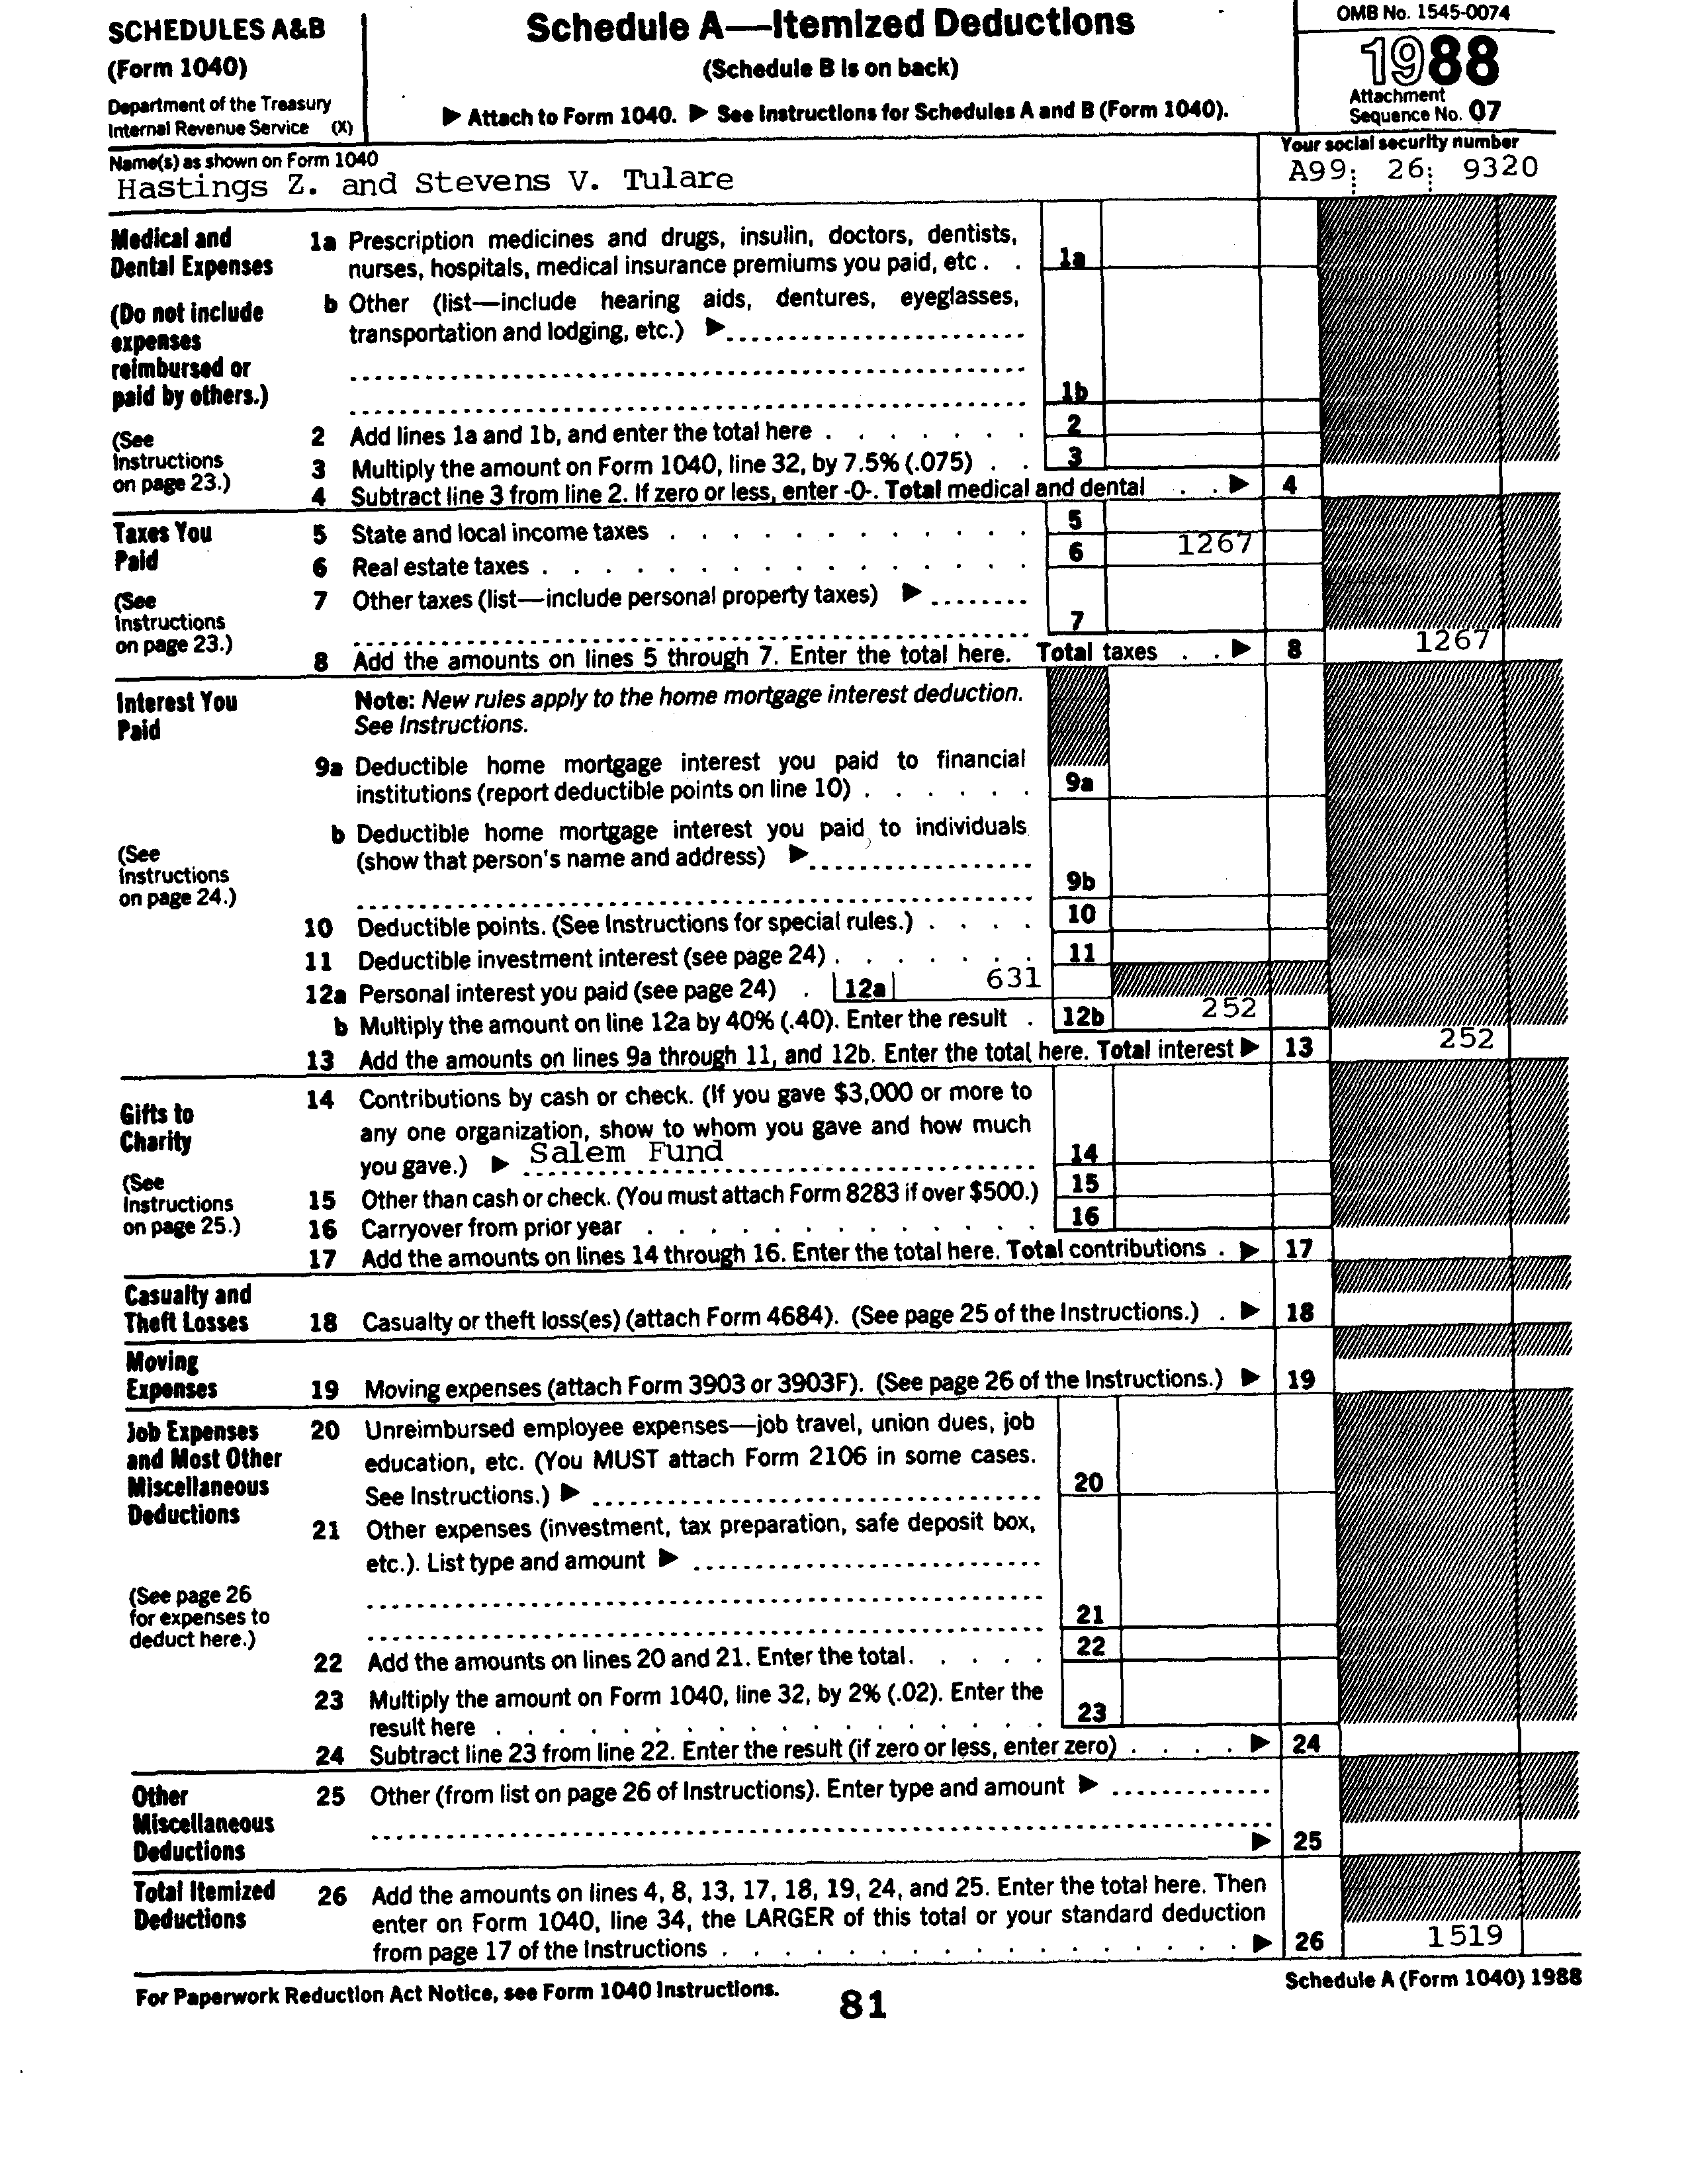 SCHEDULES A&B
(Form 1040)
Department of the Treasury
Internal Revenue Service (X)
Schedule A—Itemized Deductions
(Schedule B is on back)
▶ Attach to Form 1040. ▶ See Instructions for Schedules A and B (Form 1040).
OMB No. 1545-0074
1988
Attachment
Sequence No. 07
Name(s) as shown on Form 1040
Hastings Z. and Stevens V. Tulare
Your social security number
A99 26 9320
Medical and
Dental Expenses
(Do not include
expenses
reimbursed or
paid by others.)
(See
Instructions
on page 23.)
1a Prescription medicines and drugs, insulin, doctors, dentists,
nurses, hospitals, medical insurance premiums you paid, etc . . 1a
b Other (list—include hearing aids, dentures, eyeglasses,
transportation and lodging, etc.) ▶
1b
2 Add lines 1a and 1b, and enter the total here . . . . . . . 2
3 Multiply the amount on Form 1040, line 32, by 7.5% (.075) . . 3
4 Subtract line 3 from line 2. If zero or less, enter -0-. Total medical and dental . . ▶ 4
Taxes You
Paid
(See
Instructions
on page 23.)
5 State and local income taxes . . . . . . . . . . . . 5
6 Real estate taxes . . . . . . . . . . . . . . . . 6 1267
7 Other taxes (list—include personal property taxes) ▶
7
8 Add the amounts on lines 5 through 7. Enter the total here. Total taxes . . ▶ 8 1267
Interest You
Paid
(See
Instructions
on page 24.)
Note: New rules apply to the home mortgage interest deduction.
See Instructions.
9a Deductible home mortgage interest you paid to financial
institutions (report deductible points on line 10) . . . . . . 9a
b Deductible home mortgage interest you paid to individuals
(show that person's name and address) ▶
9b
10 Deductible points. (See Instructions for special rules.) . . . . 10
11 Deductible investment interest (see page 24) . . . . . . . 11
12a Personal interest you paid (see page 24) . 12a 631
b Multiply the amount on line 12a by 40% (.40). Enter the result . 12b 252
13 Add the amounts on lines 9a through 11, and 12b. Enter the total here. Total interest ▶ 13 252
Gifts to
Charity
(See
Instructions
on page 25.)
14 Contributions by cash or check. (If you gave $3,000 or more to
any one organization, show to whom you gave and how much
you gave.) ▶ Salem Fund 14
15 Other than cash or check. (You must attach Form 8283 if over $500.) 15
16 Carryover from prior year . . . . . . . . . . . . . 16
17 Add the amounts on lines 14 through 16. Enter the total here. Total contributions . ▶ 17
Casualty and
Theft Losses
18 Casualty or theft loss(es) (attach Form 4684). (See page 25 of the Instructions.) . ▶ 18
Moving
Expenses
19 Moving expenses (attach Form 3903 or 3903F). (See page 26 of the Instructions.) ▶ 19
Job Expenses
and Most Other
Miscellaneous
Deductions
(See page 26
for expenses to
deduct here.)
20 Unreimbursed employee expenses—job travel, union dues, job
education, etc. (You MUST attach Form 2106 in some cases.
See Instructions.) ▶ 20
21 Other expenses (investment, tax preparation, safe deposit box,
etc.). List type and amount ▶
21
22 Add the amounts on lines 20 and 21. Enter the total. . . . . 22
23 Multiply the amount on Form 1040, line 32, by 2% (.02). Enter the
result here . . . . . . . . . . . . . . . . . . 23
24 Subtract line 23 from line 22. Enter the result (if zero or less, enter zero) . . . . ▶ 24
Other
Miscellaneous
Deductions
25 Other (from list on page 26 of Instructions). Enter type and amount ▶
▶ 25
Total Itemized
Deductions
26 Add the amounts on lines 4, 8, 13, 17, 18, 19, 24, and 25. Enter the total here. Then
enter on Form 1040, line 34, the LARGER of this total or your standard deduction
from page 17 of the Instructions . . . . . . . . . . . . . . . . . ▶ 26 1519
For Paperwork Reduction Act Notice, see Form 1040 Instructions.
81
Schedule A (Form 1040) 1988